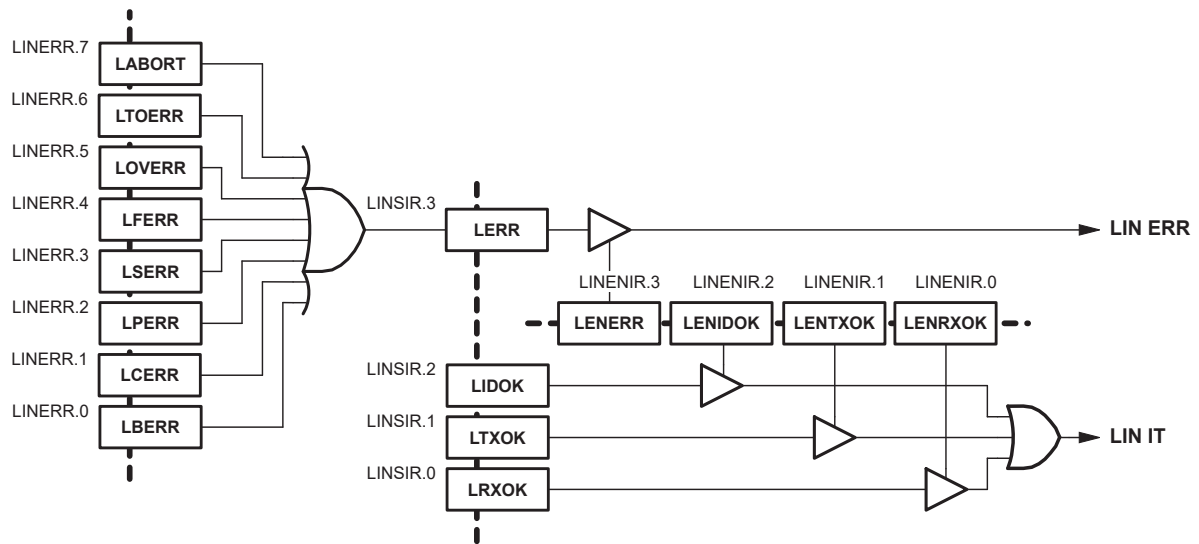 LINERR.7
LABORT
LINERR.6
LTOERR
LINERR.5
LOVERR
LINERR.4
LFERR
LINERR.3
LSERR
LINERR.2
LPERR
LINERR.1
LCERR
LINERR.0
LBERR
LINSIR.3
LERR
LIN ERR
LINENIR.3 LINENIR.2 LINENIR.1 LINENIR.0
LENERR LENIDOK LENTXOK LENRXOK
LINSIR.2
LIDOK
LINSIR.1
LTXOK
LIN IT
LINSIR.0
LRXOK